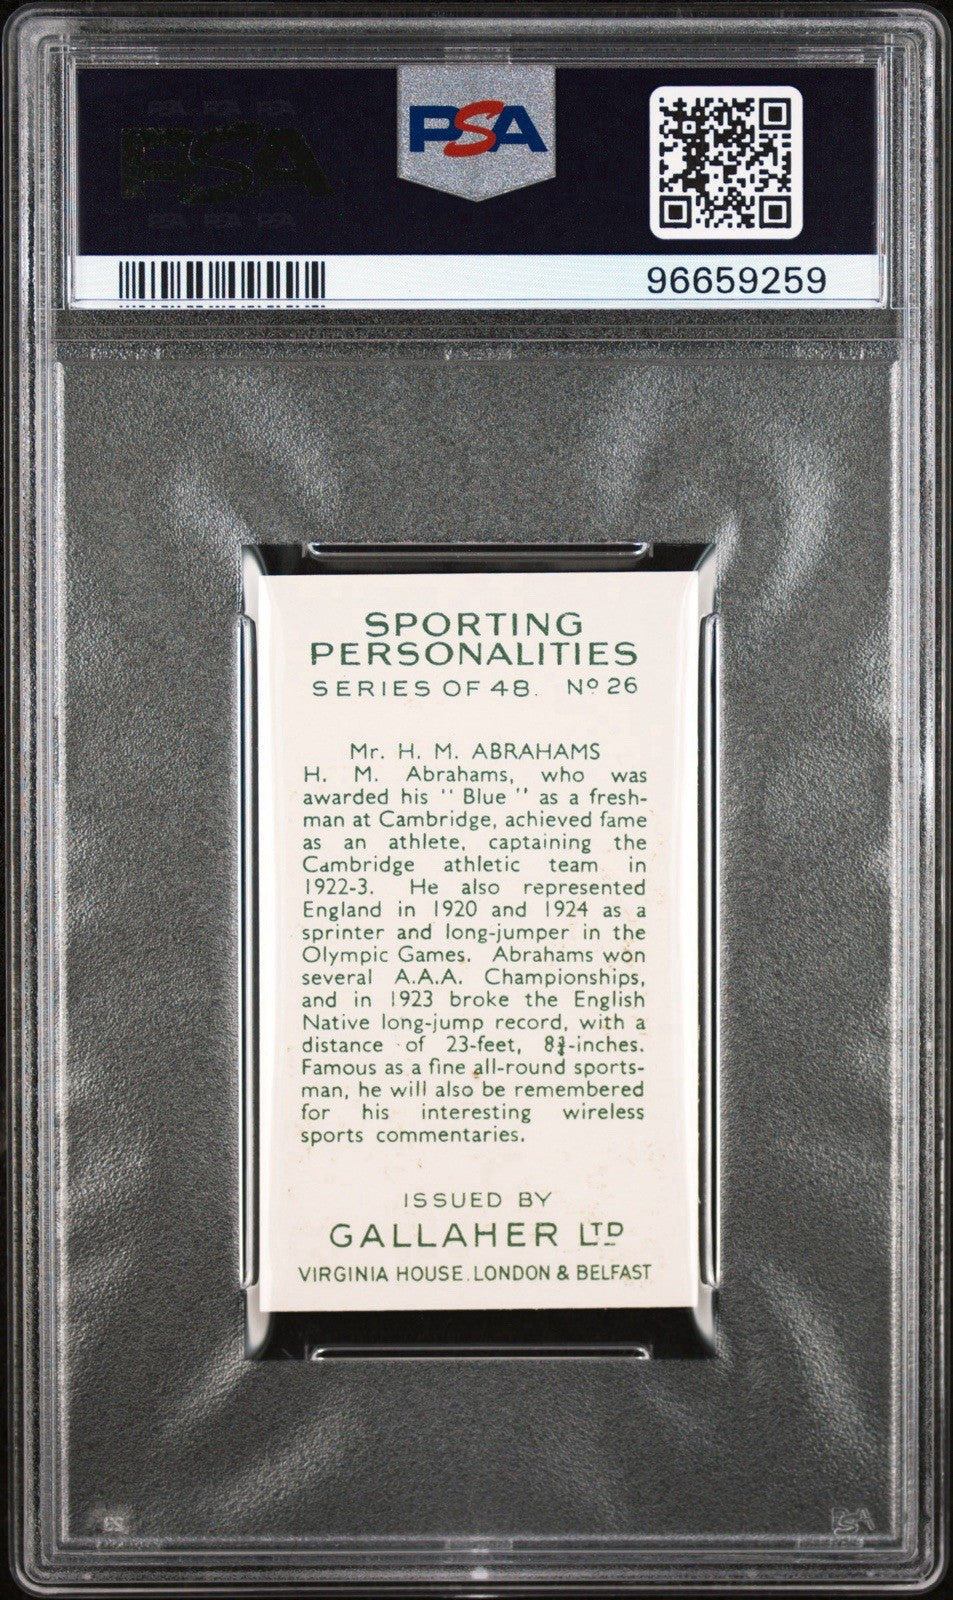 PSA
PSA
96659259
SPORTING
PERSONALITIES
SERIES OF 48. Nº 26
Mr. H. M. ABRAHAMS
H. M. Abrahams, who was
awarded his " Blue " as a fresh-
man at Cambridge, achieved fame
as an athlete, captaining the
Cambridge athletic team in
1922-3. He also represented
England in 1920 and 1924 as a
sprinter and long-jumper in the
Olympic Games. Abrahams won
several A.A.A. Championships,
and in 1923 broke the English
Native long-jump record, with a
distance of 23-feet, 8¾-inches.
Famous as a fine all-round sports-
man, he will also be remembered
for his interesting wireless
sports commentaries.
ISSUED BY
GALLAHER LTD
VIRGINIA HOUSE. LONDON & BELFAST
PSA